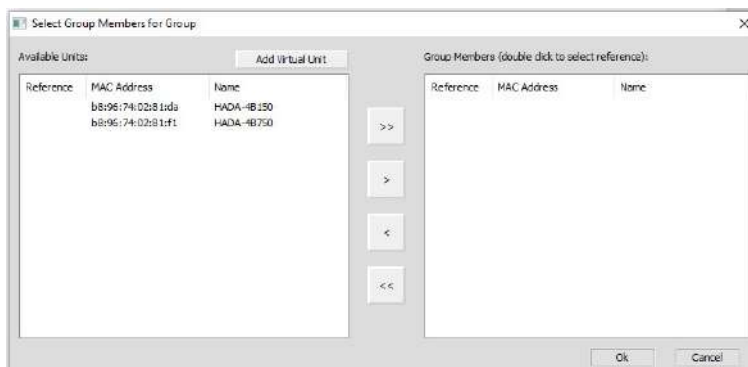 Select Group Members for Group
Available Units:
Add Virtual Unit
Reference MAC Address Name
b8:96:74:02:81:da HADA-4B150
b8:96:74:02:81:f1 HADA-4B750
>>
>
<
<<
Group Members (double click to select reference):
Reference MAC Address Name
Ok Cancel